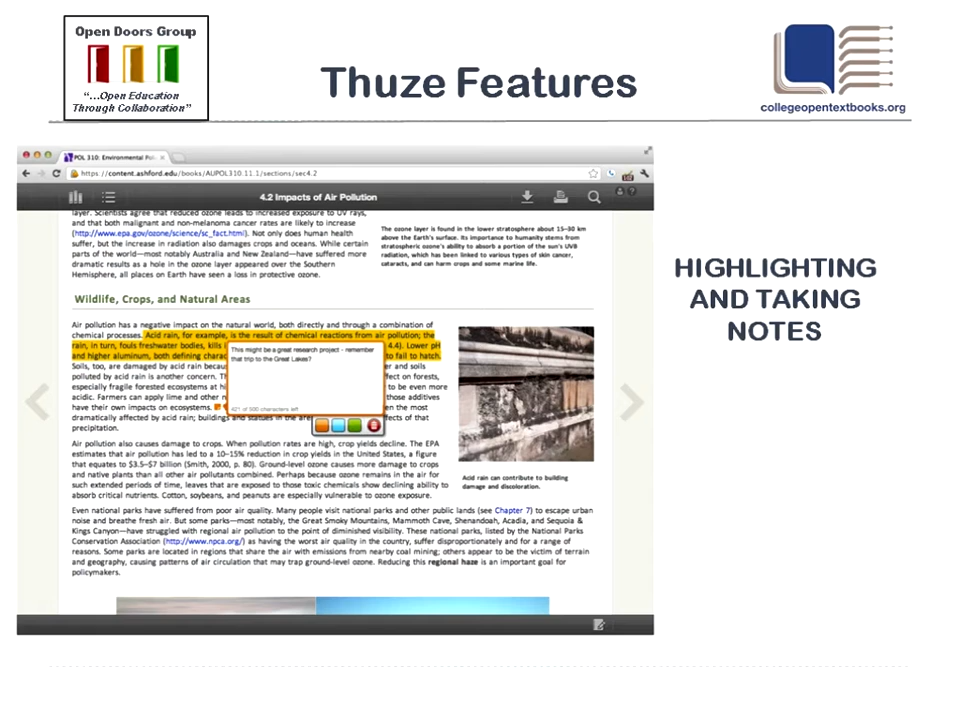 Open Doors Group
"...Open Education
Through Collaboration"
Thuze Features
collegeopentextbooks.org
POL 310: Environmental Pol
https://content.ashford.edu/books/AUPOL310.11.1/sections/sec4.2
4.2 Impacts of Air Pollution
layer. Scientists agree that reduced ozone leads to increased exposure to UV rays,
and that both malignant and non-melanoma cancer rates are likely to increase
(http://www.epa.gov/ozone/science/sc_fact.html). Not only does human health
suffer, but the increase in radiation also damages crops and oceans. While certain
parts of the world—most notably Australia and New Zealand—have suffered more
dramatic results as a hole in the ozone layer appeared over the Southern
Hemisphere, all places on Earth have seen a loss in protective ozone.
The ozone layer is found in the lower stratosphere about 15–30 km
above the Earth's surface. Its importance to humanity stems from
stratospheric ozone's ability to absorb a portion of the sun's UVB
radiation, which has been linked to various types of skin cancer,
cataracts, and can harm crops and some marine life.
Wildlife, Crops, and Natural Areas
Air pollution has a negative impact on the natural world, both directly and through a combination of
chemical processes. Acid rain, for example, is the result of chemical reactions from air pollution; the
rain, in turn, fouls freshwater bodies, kills 4.4). Lower pH
and higher aluminum, both defining charac to fail to hatch.
Soils, too, are damaged by acid rain becau and soils
polluted by acid rain is another concern. Th fect on forests,
especially fragile forested ecosystems at hi to be even more
acidic. Farmers can apply lime and other n those additives
have their own impacts on ecosystems. en the most
dramatically affected by acid rain; buildings and statues in the are ffects of that
precipitation.
This might be a great research project - remember
that trip to the Great Lakes?
421 of 500 characters left
Air pollution also causes damage to crops. When pollution rates are high, crop yields decline. The EPA
estimates that air pollution has led to a 10–15% reduction in crop yields in the United States, a figure
that equates to $3.5–$7 billion (Smith, 2000, p. 80). Ground-level ozone causes more damage to crops
and native plants than all other air pollutants combined. Perhaps because ozone remains in the air for
such extended periods of time, leaves that are exposed to those toxic chemicals show declining ability to
absorb critical nutrients. Cotton, soybeans, and peanuts are especially vulnerable to ozone exposure.
Acid rain can contribute to building
damage and discoloration.
Even national parks have suffered from poor air quality. Many people visit national parks and other public lands (see Chapter 7) to escape urban
noise and breathe fresh air. But some parks—most notably, the Great Smoky Mountains, Mammoth Cave, Shenandoah, Acadia, and Sequoia &
Kings Canyon—have struggled with regional air pollution to the point of diminished visibility. These national parks, listed by the National Parks
Conservation Association (http://www.npca.org/) as having the worst air quality in the country, suffer disproportionately and for a range of
reasons. Some parks are located in regions that share the air with emissions from nearby coal mining; others appear to be the victim of terrain
and geography, causing patterns of air circulation that may trap ground-level ozone. Reducing this regional haze is an important goal for
policymakers.
HIGHLIGHTING
AND TAKING
NOTES